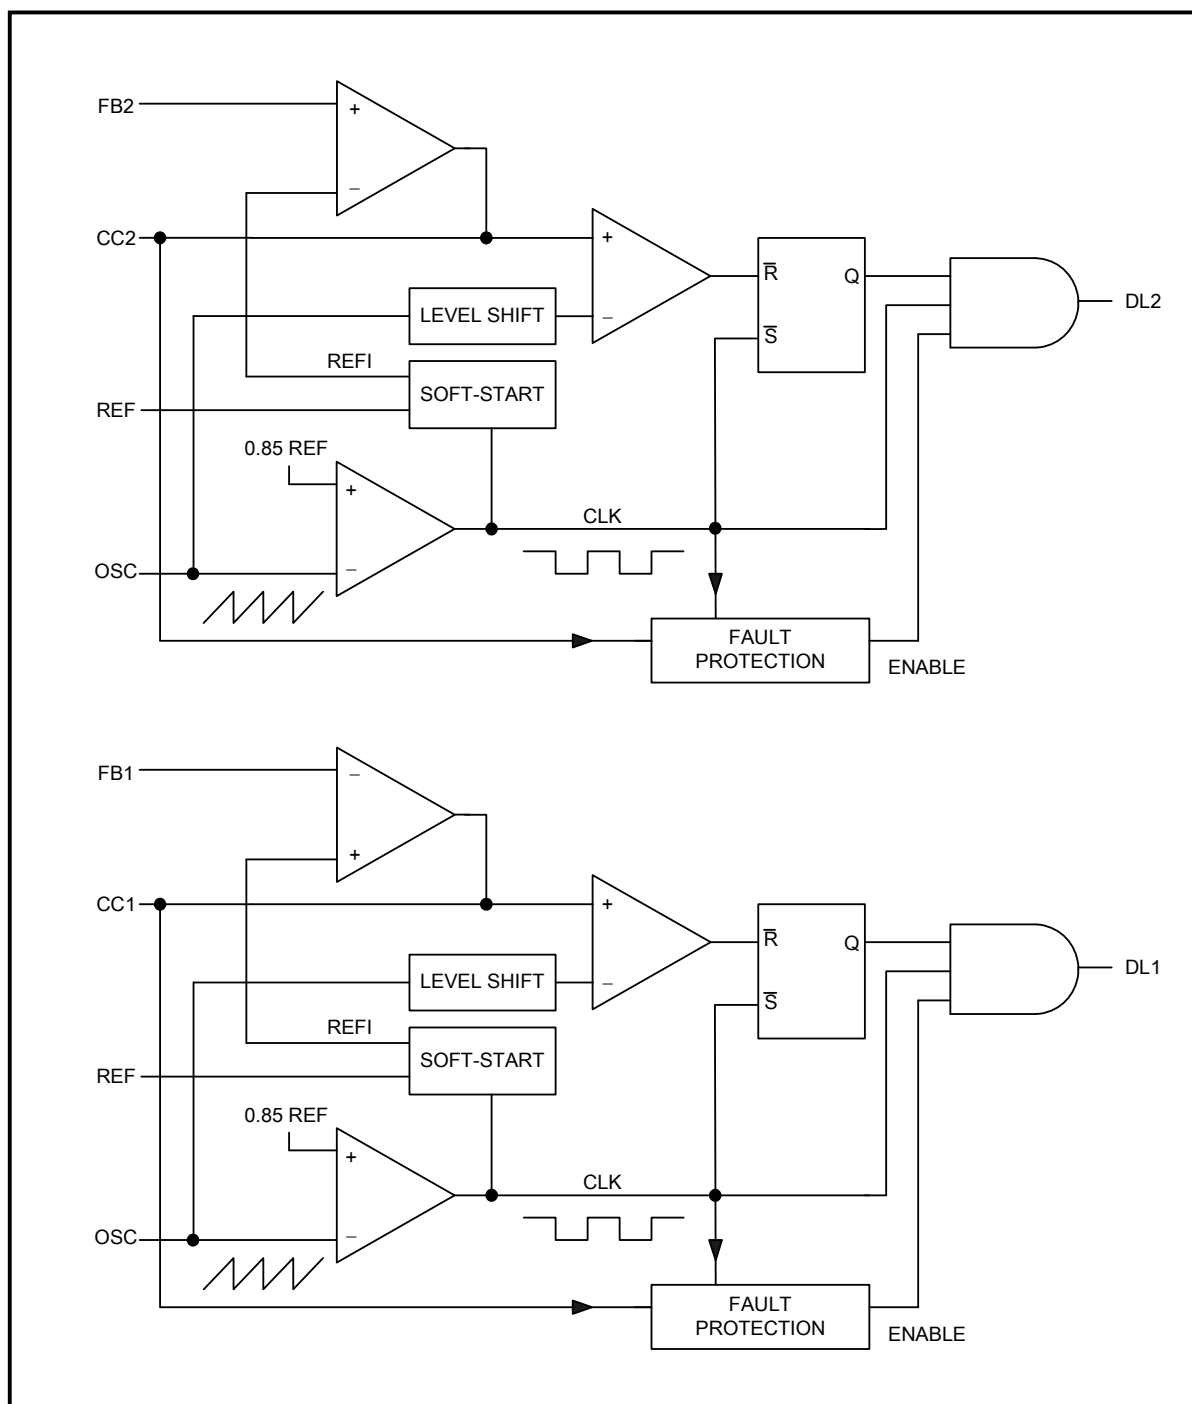 FB2
+
−
CC2
+
R̅
Q
LEVEL SHIFT
−
DL2
S̅
REFI
SOFT-START
REF
0.85 REF
+
CLK
OSC
−
FAULT
PROTECTION
ENABLE
FB1
−
+
CC1
+
R̅
Q
LEVEL SHIFT
−
DL1
S̅
REFI
SOFT-START
REF
0.85 REF
+
CLK
OSC
−
FAULT
PROTECTION
ENABLE